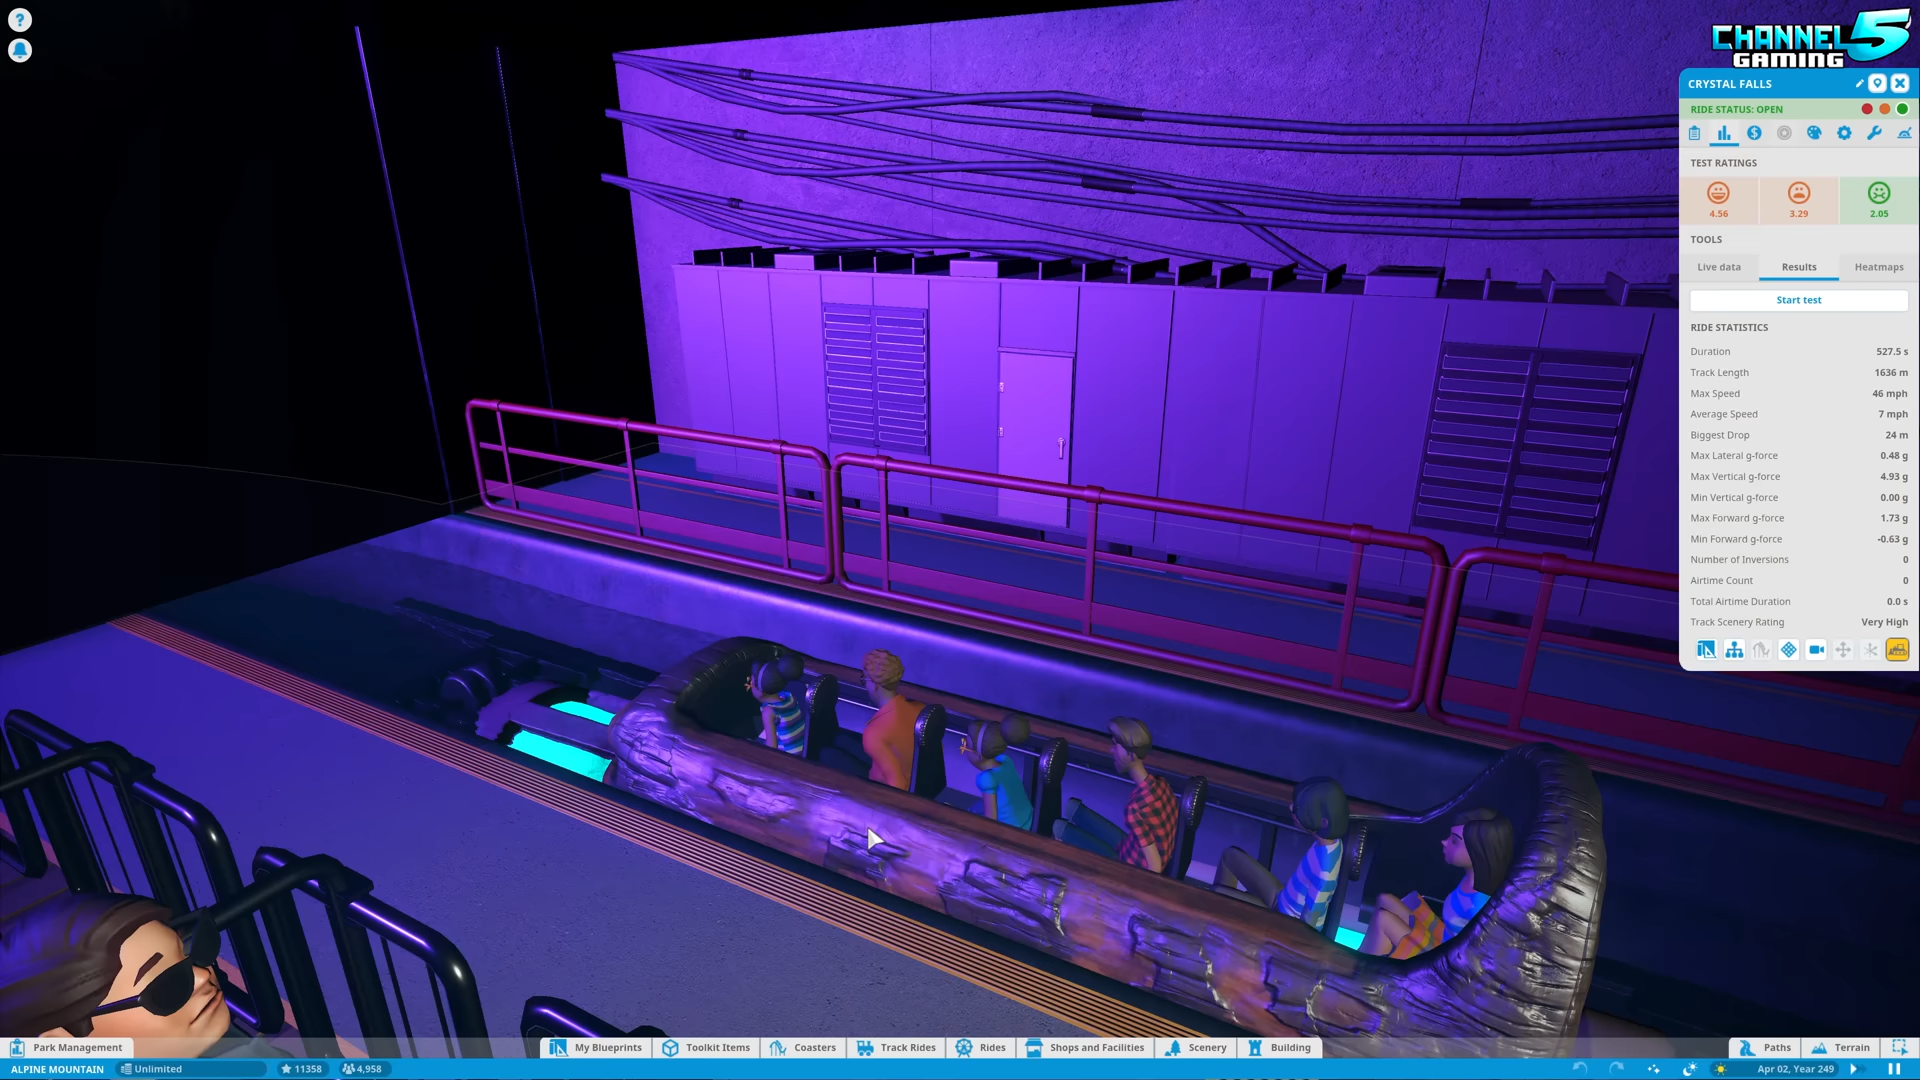 CHANNEL 5
GAMING
CRYSTAL FALLS
RIDE STATUS: OPEN
TEST RATINGS
4.56 3.29 2.05
TOOLS
Live data Results Heatmaps
Start test
RIDE STATISTICS
Duration 527.5 s
Track Length 1636 m
Max Speed 46 mph
Average Speed 7 mph
Biggest Drop 24 m
Max Lateral g-force 0.48 g
Max Vertical g-force 4.93 g
Min Vertical g-force 0.00 g
Max Forward g-force 1.73 g
Min Forward g-force -0.63 g
Number of Inversions 0
Airtime Count 0
Total Airtime Duration 0.0 s
Track Scenery Rating Very High
Park Management My Blueprints Toolkit Items Coasters Track Rides Rides Shops and Facilities Scenery Building Paths Terrain
ALPINE MOUNTAIN Unlimited 11358 4,958 Apr 02, Year 249